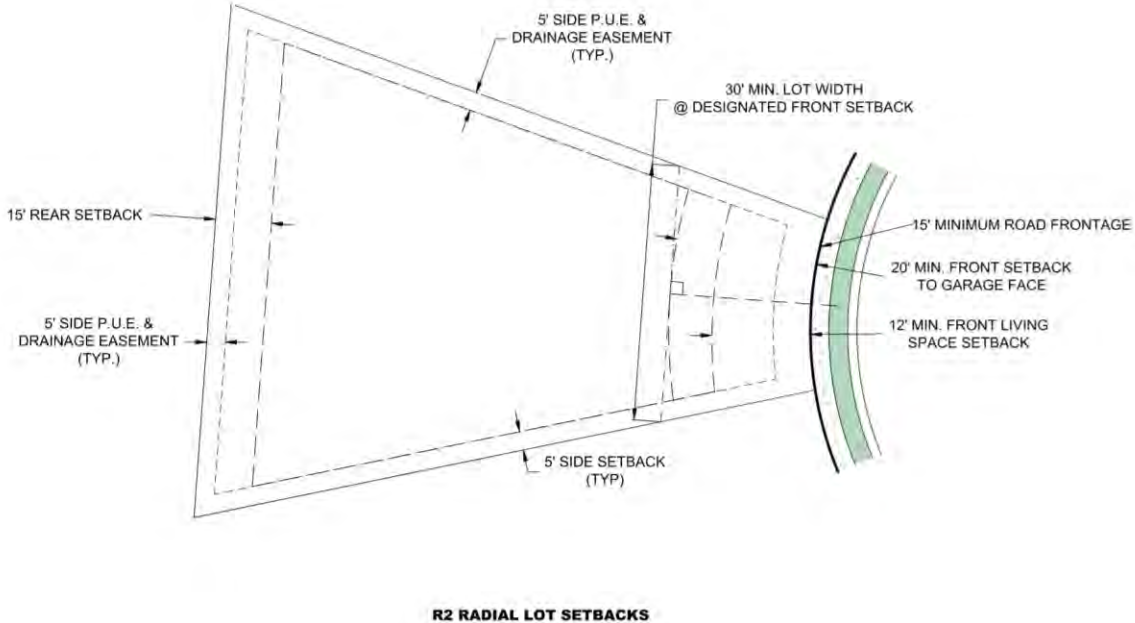 5' SIDE P.U.E. &
DRAINAGE EASEMENT
(TYP.)
30' MIN. LOT WIDTH
@ DESIGNATED FRONT SETBACK
15' REAR SETBACK
15' MINIMUM ROAD FRONTAGE
20' MIN. FRONT SETBACK
TO GARAGE FACE
5' SIDE P.U.E. &
DRAINAGE EASEMENT
(TYP.)
12' MIN. FRONT LIVING
SPACE SETBACK
5' SIDE SETBACK
(TYP)
R2 RADIAL LOT SETBACKS